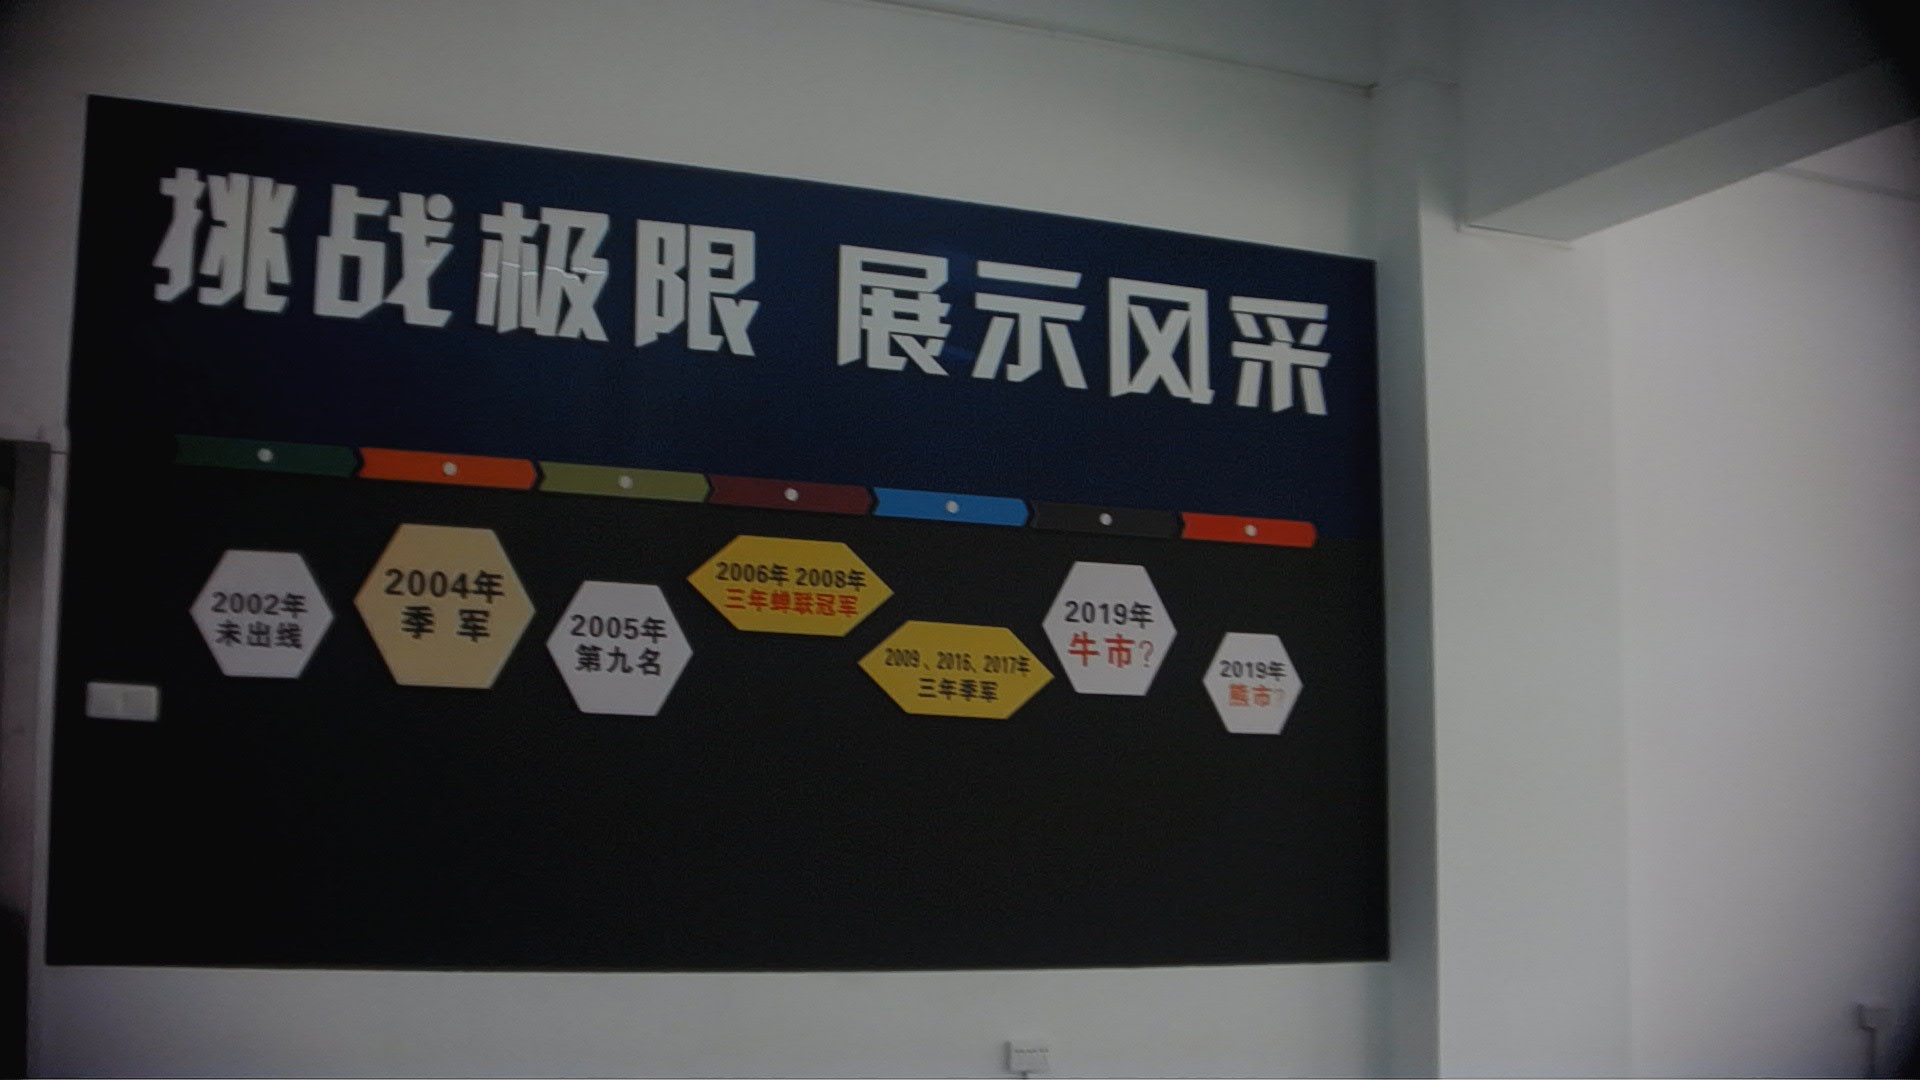 挑战极限 展示风采
2002年
未出线
2004年
季 军
2005年
第九名
2006年 2008年
三年蝉联冠军
2009、2016、2017年
三年季军
2019年
牛市?
2019年
熊市?